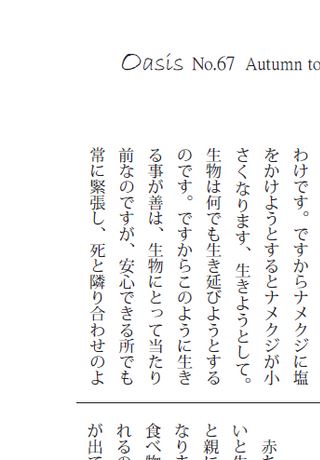 Oasis No.67 Autumn to
わけです。ですからナメクジに塩
をかけようとするとナメクジが小
さくなります、生きようとして。
生物は何でも生き延びようとする
のです。ですからこのように生き
る事が善は、生物にとって当たり
前なのですが、安心できる所でも
常に緊張し、死と隣り合わせのよ
赤
いと
と親に
なりま
食べ物
れるの
が出て